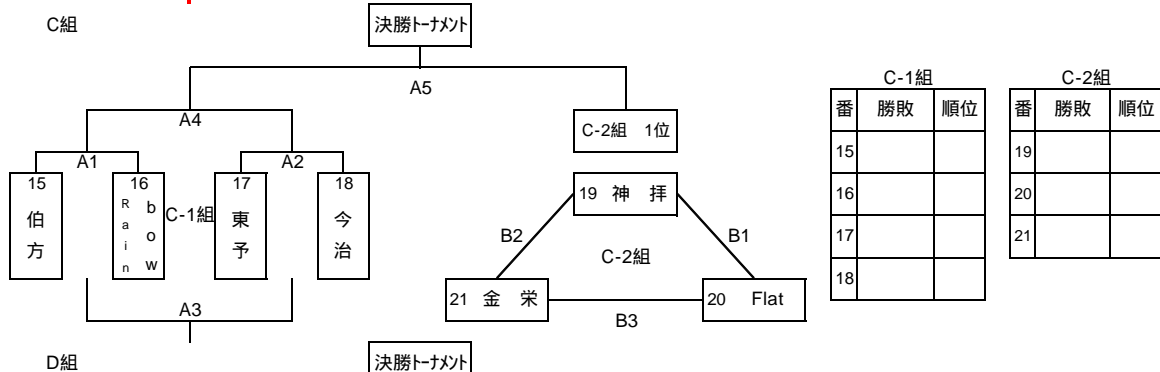 C組
決勝トーナメント
A5
A4
C-2組 1位
A1
A2
15 伯方
16 Rainbow
C-1組
17 東予
18 今治
A3
19 神 拝
B2
B1
C-2組
21 金 栄
20 Flat
B3
C-1組
番 勝敗 順位
15
16
17
18
C-2組
番 勝敗 順位
19
20
21
D組
決勝トーナメント